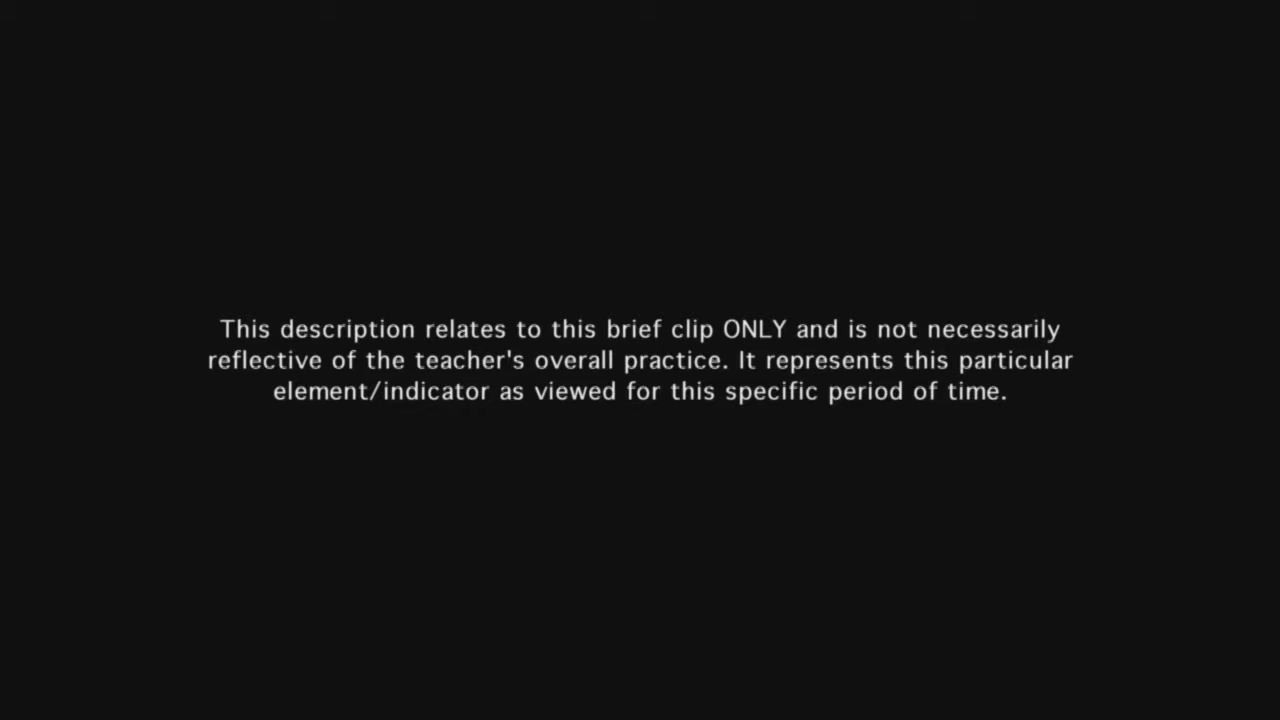 This description relates to this brief clip ONLY and is not necessarily
reflective of the teacher's overall practice. It represents this particular
element/indicator as viewed for this specific period of time.